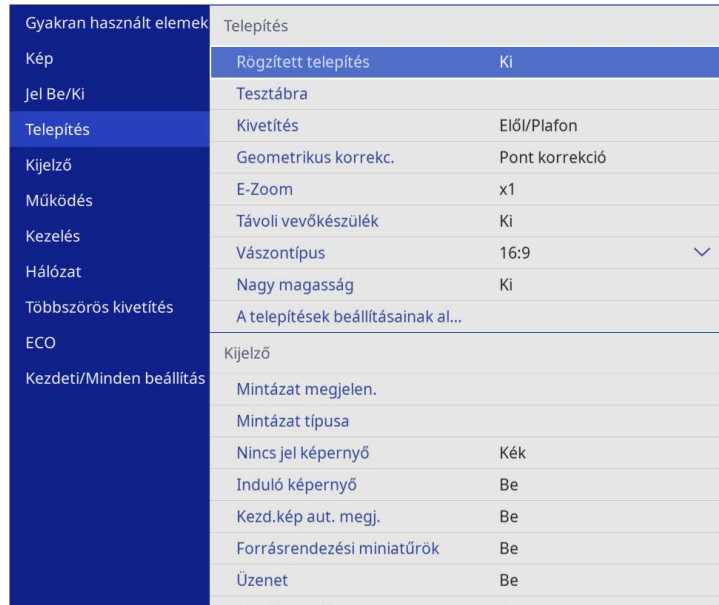 Gyakran használt elemek
Kép
Jel Be/Ki
Telepítés
Kijelző
Működés
Kezelés
Hálózat
Többszörös kivetítés
ECO
Kezdeti/Minden beállítás
Telepítés
Rögzített telepítés Ki
Tesztábra
Kivetítés Elől/Plafon
Geometrikus korrekc. Pont korrekció
E-Zoom x1
Távoli vevőkészülék Ki
Vászontípus 16:9
Nagy magasság Ki
A telepítések beállításainak al...
Kijelző
Mintázat megjelen.
Mintázat típusa
Nincs jel képernyő Kék
Induló képernyő Be
Kezd.kép aut. megj. Be
Forrásrendezési miniatűrök Be
Üzenet Be